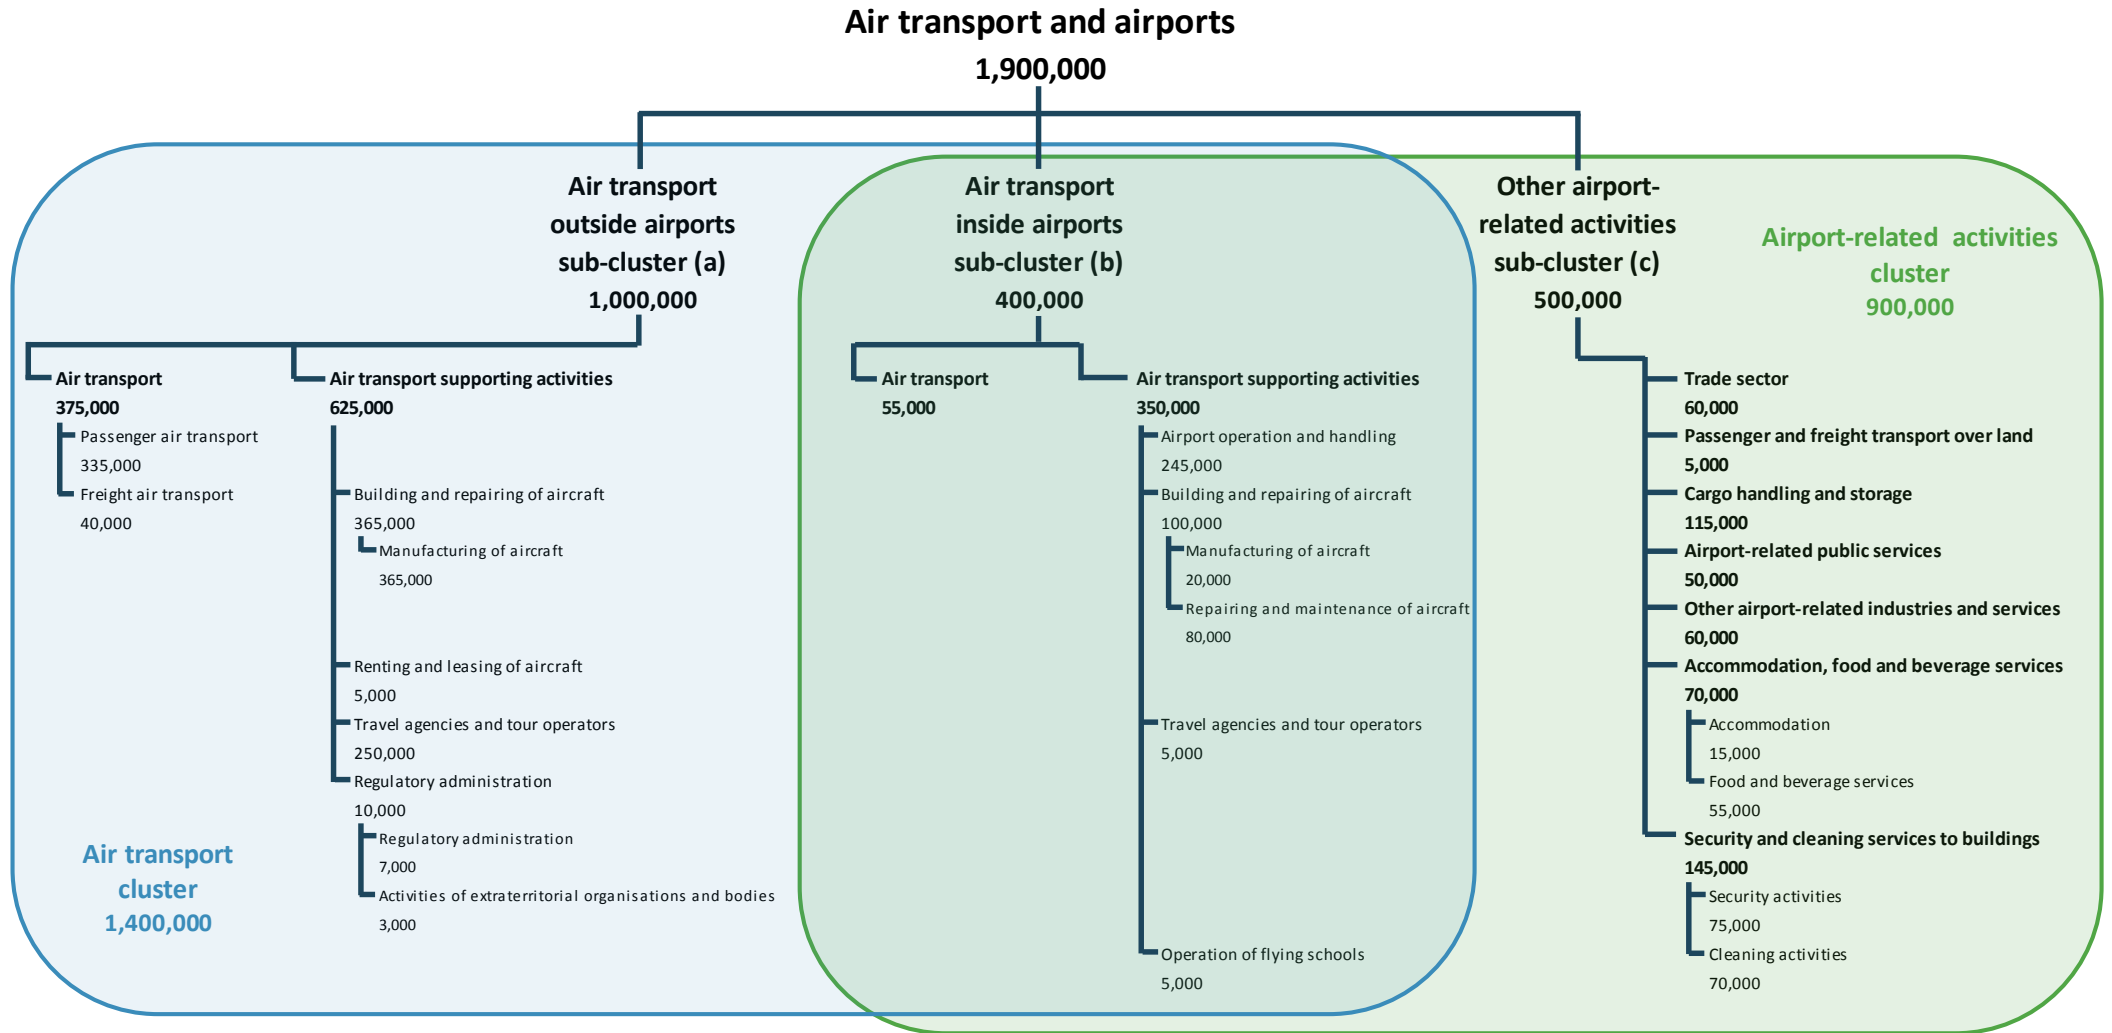 Air transport and airports
1,900,000
Air transport
outside airports
sub-cluster (a)
1,000,000
Air transport
375,000
Passenger air transport
335,000
Freight air transport
40,000
Air transport supporting activities
625,000
Building and repairing of aircraft
365,000
Manufacturing of aircraft
365,000
Renting and leasing of aircraft
5,000
Travel agencies and tour operators
250,000
Regulatory administration
10,000
Regulatory administration
7,000
Activities of extraterritorial organisations and bodies
3,000
Air transport
cluster
1,400,000
Air transport
inside airports
sub-cluster (b)
400,000
Air transport
55,000
Air transport supporting activities
350,000
Airport operation and handling
245,000
Building and repairing of aircraft
100,000
Manufacturing of aircraft
20,000
Repairing and maintenance of aircraft
80,000
Travel agencies and tour operators
5,000
Operation of flying schools
5,000
Other airport-
related activities
sub-cluster (c)
500,000
Airport-related activities
cluster
900,000
Trade sector
60,000
Passenger and freight transport over land
5,000
Cargo handling and storage
115,000
Airport-related public services
50,000
Other airport-related industries and services
60,000
Accommodation, food and beverage services
70,000
Accommodation
15,000
Food and beverage services
55,000
Security and cleaning services to buildings
145,000
Security activities
75,000
Cleaning activities
70,000